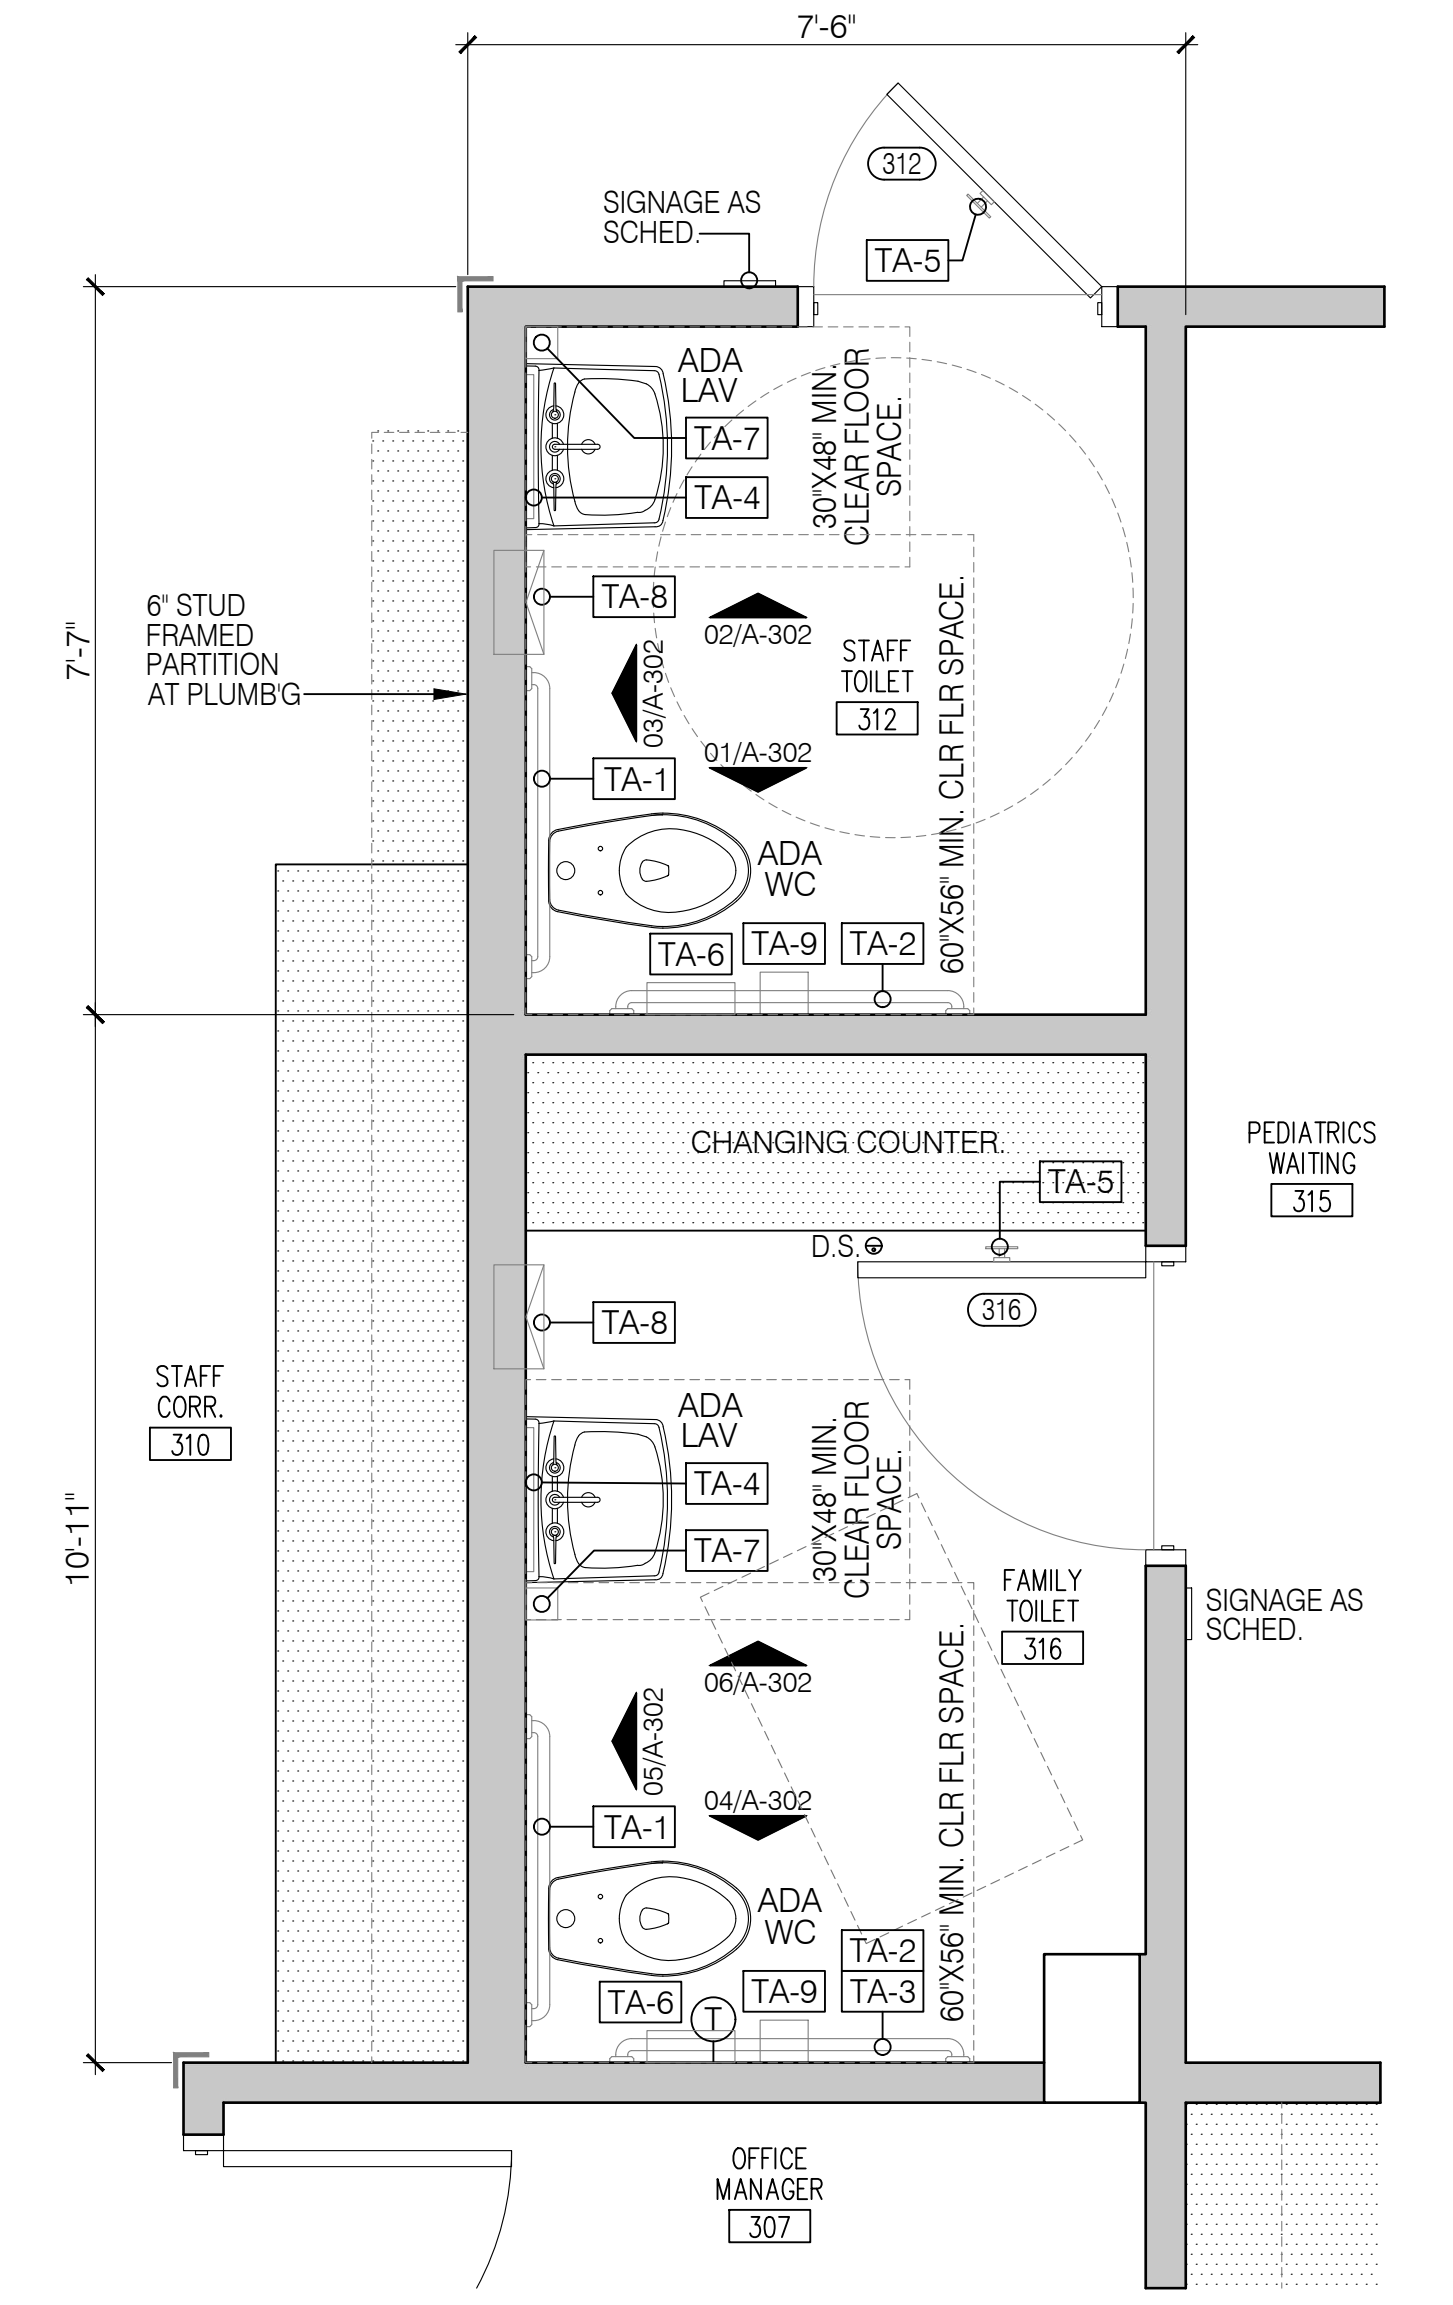 7'-6"
312
SIGNAGE AS
SCHED.
TA-5
ADA
LAV
30"X48" MIN.
CLEAR FLOOR
SPACE.
TA-7
TA-4
TA-8
02/A-302
03/A-302
6" STUD
FRAMED
PARTITION
AT PLUMB'G
7'-7"
STAFF
TOILET
312
60"X56" MIN. CLR FLR SPACE.
01/A-302
TA-1
ADA
WC
TA-6
TA-9
TA-2
CHANGING COUNTER.
PEDIATRICS
WAITING
315
TA-5
D.S.
316
TA-8
STAFF
CORR.
310
ADA
LAV
30"X48" MIN.
CLEAR FLOOR
SPACE.
TA-4
TA-7
10'-11"
FAMILY
TOILET
316
SIGNAGE AS
SCHED.
06/A-302
05/A-302
60"X56" MIN. CLR FLR SPACE.
04/A-302
TA-1
ADA
WC
TA-2
TA-3
TA-6
T
TA-9
OFFICE
MANAGER
307